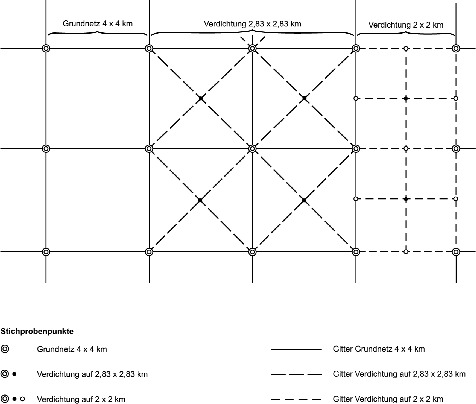 Grundnetz 4 x 4 km
Verdichtung 2,83 x 2,83 km
Verdichtung 2 x 2 km
Stichprobenpunkte
Grundnetz 4 x 4 km
Gitter Grundnetz 4 x 4 km
Verdichtung auf 2,83 x 2,83 km
Gitter Verdichtung auf 2,83 x 2,83 km
Verdichtung auf 2 x 2 km
Gitter Verdichtung auf 2 x 2 km